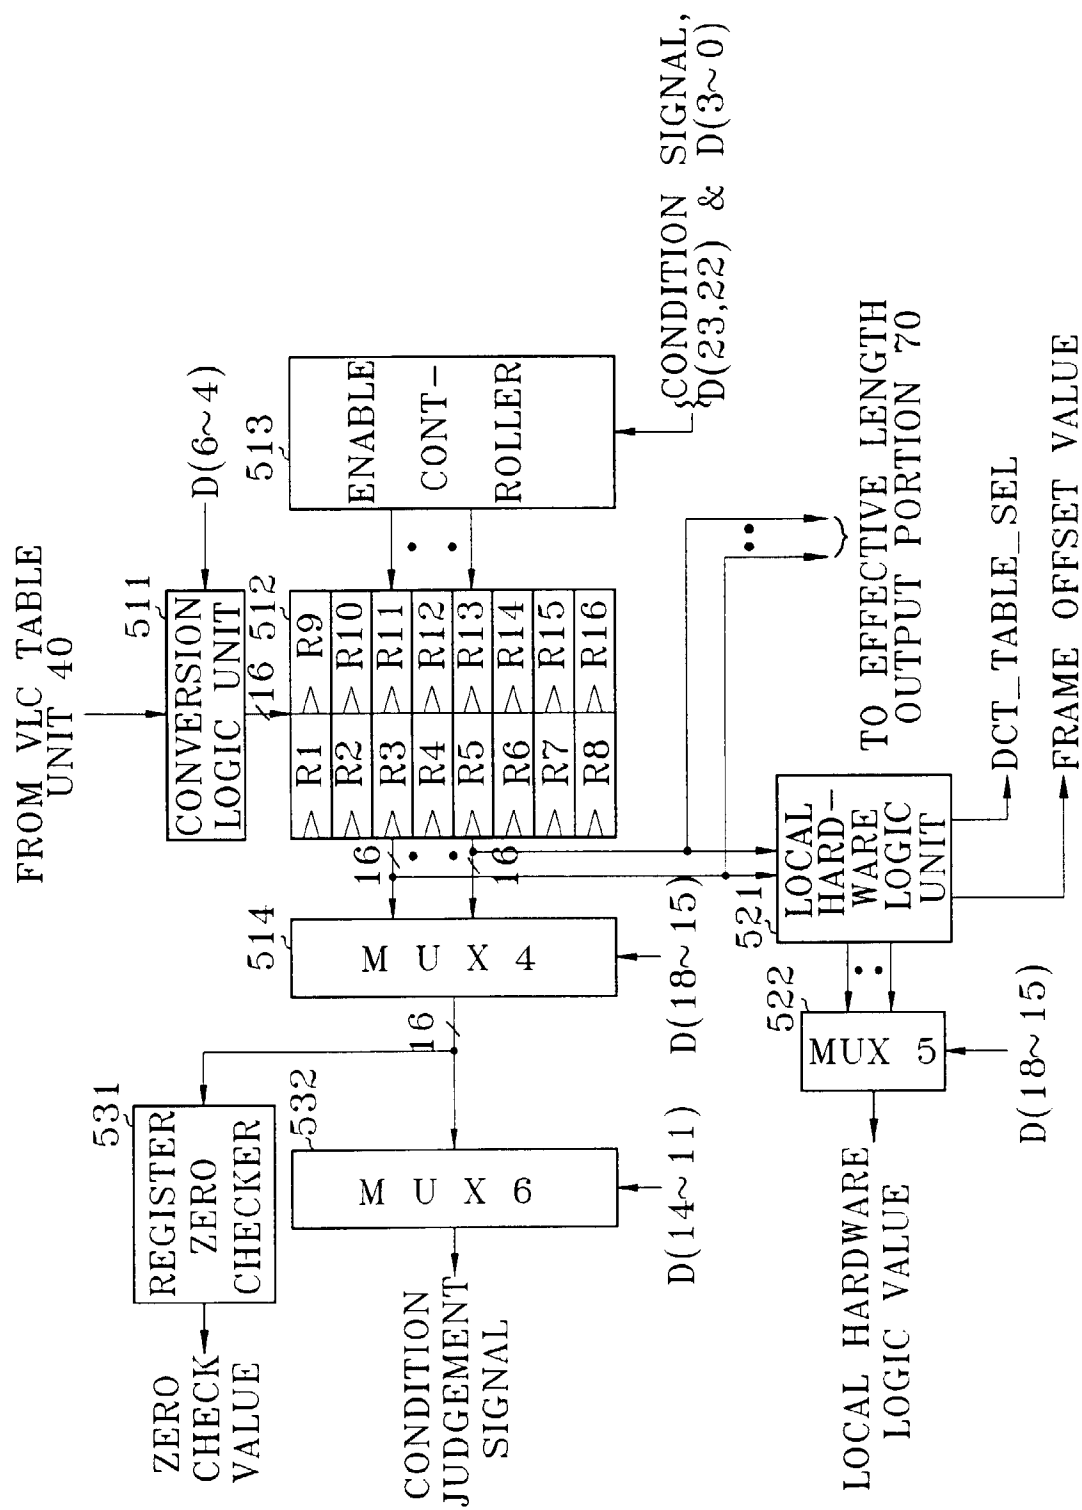 FROM VLC TABLE
UNIT 40
511
CONVERSION
LOGIC UNIT
D(6~4)
16
512
R1
R2
R3
R4
R5
R6
R7
R8
R9
R10
R11
R12
R13
R14
R15
R16
513
ENABLE
CONT-
ROLLER
CONDITION SIGNAL,
D(23,22) & D(3~0)
16
16
514
MUX4
D(18~15)
16
531
REGISTER
ZERO
CHECKER
ZERO
CHECK
VALUE
532
MUX6
D(14~11)
CONDITION
JUDGEMENT
SIGNAL
TO EFFECTIVE LENGTH
OUTPUT PORTION 70
521
LOCAL
HARD-
WARE
LOGIC
UNIT
DCT_TABLE_SEL
FRAME OFFSET VALUE
522
MUX 5
D(18~15)
LOCAL HARDWARE
LOGIC VALUE